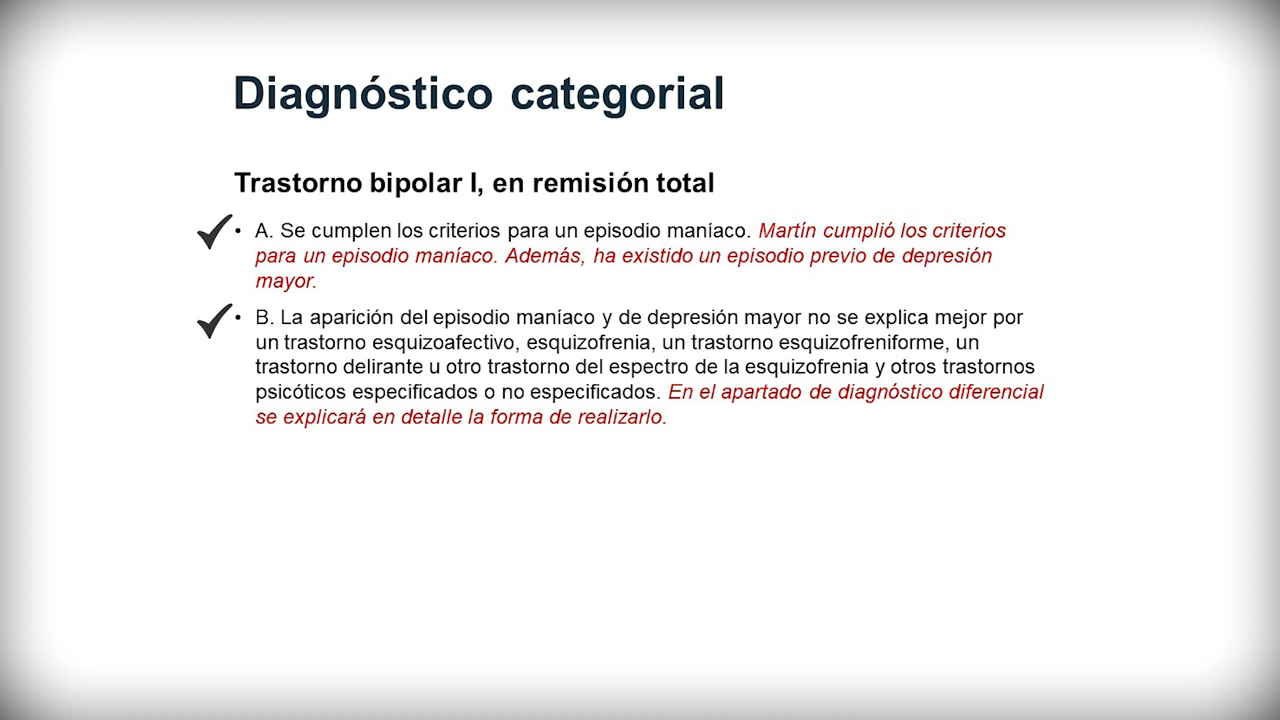 Diagnóstico categorial
Trastorno bipolar I, en remisión total
• A. Se cumplen los criterios para un episodio maníaco. Martín cumplió los criterios
para un episodio maníaco. Además, ha existido un episodio previo de depresión
mayor.
• B. La aparición del episodio maníaco y de depresión mayor no se explica mejor por
un trastorno esquizoafectivo, esquizofrenia, un trastorno esquizofreniforme, un
trastorno delirante u otro trastorno del espectro de la esquizofrenia y otros trastornos
psicóticos especificados o no especificados. En el apartado de diagnóstico diferencial
se explicará en detalle la forma de realizarlo.